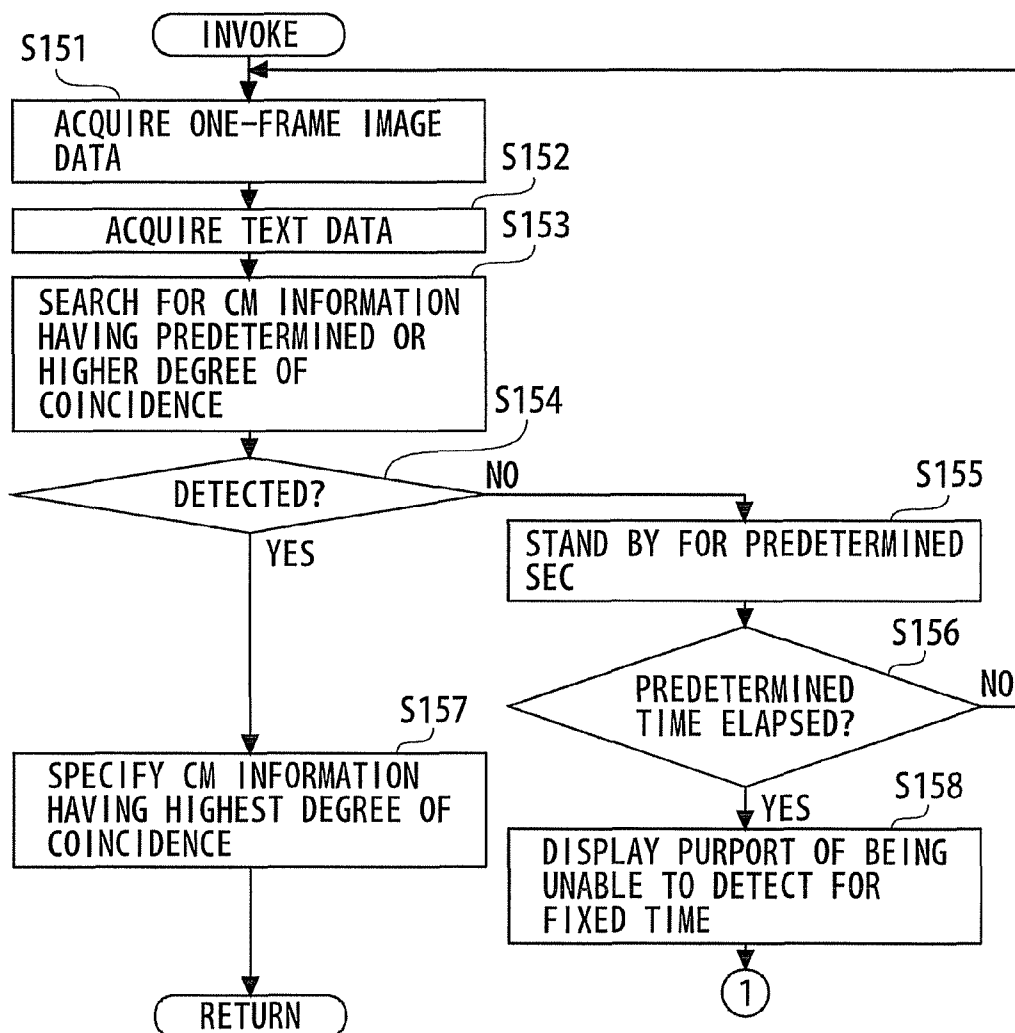 INVOKE
S151
ACQUIRE ONE-FRAME IMAGE
DATA
S152
ACQUIRE TEXT DATA
S153
SEARCH FOR CM INFORMATION
HAVING PREDETERMINED OR
HIGHER DEGREE OF
COINCIDENCE
S154
DETECTED?
NO
YES
S155
STAND BY FOR PREDETERMINED
SEC
S156
PREDETERMINED
TIME ELAPSED?
NO
YES
S157
SPECIFY CM INFORMATION
HAVING HIGHEST DEGREE OF
COINCIDENCE
S158
DISPLAY PURPORT OF BEING
UNABLE TO DETECT FOR
FIXED TIME
1
RETURN